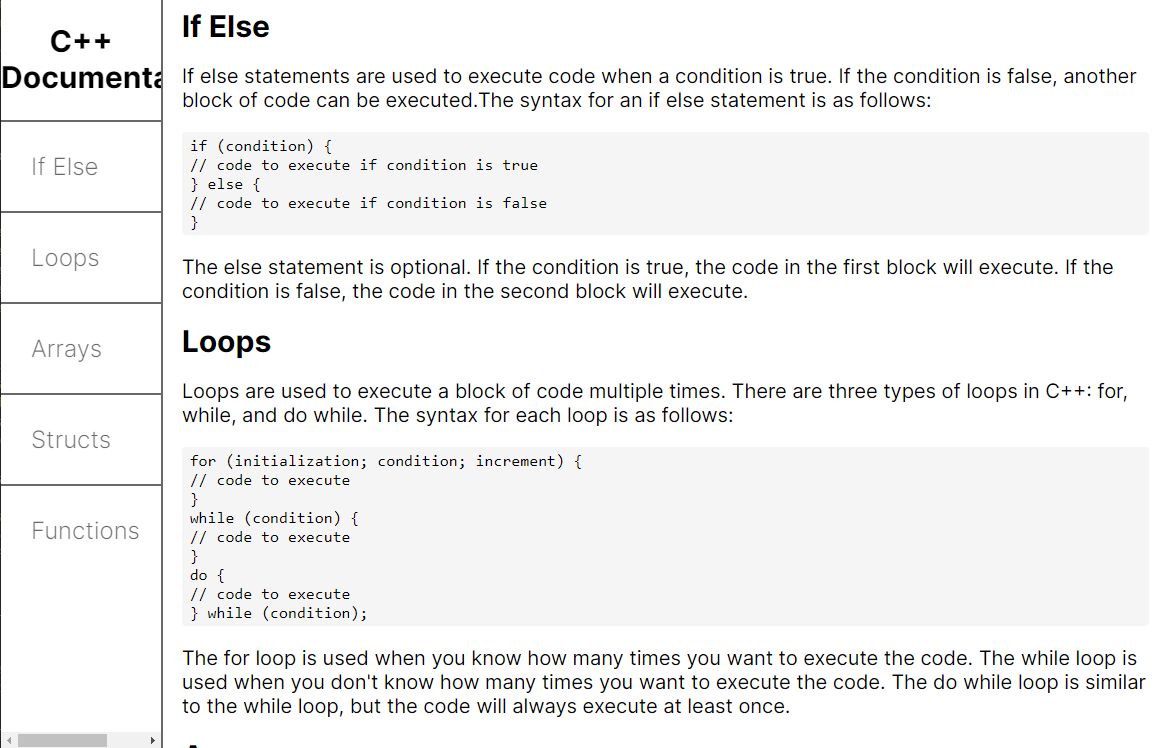 C++
Documenta
If Else
Loops
Arrays
Structs
Functions
If Else
If else statements are used to execute code when a condition is true. If the condition is false, another
block of code can be executed.The syntax for an if else statement is as follows:
if (condition) {
// code to execute if condition is true
} else {
// code to execute if condition is false
}
The else statement is optional. If the condition is true, the code in the first block will execute. If the
condition is false, the code in the second block will execute.
Loops
Loops are used to execute a block of code multiple times. There are three types of loops in C++: for,
while, and do while. The syntax for each loop is as follows:
for (initialization; condition; increment) {
// code to execute
}
while (condition) {
// code to execute
}
do {
// code to execute
} while (condition);
The for loop is used when you know how many times you want to execute the code. The while loop is
used when you don't know how many times you want to execute the code. The do while loop is similar
to the while loop, but the code will always execute at least once.